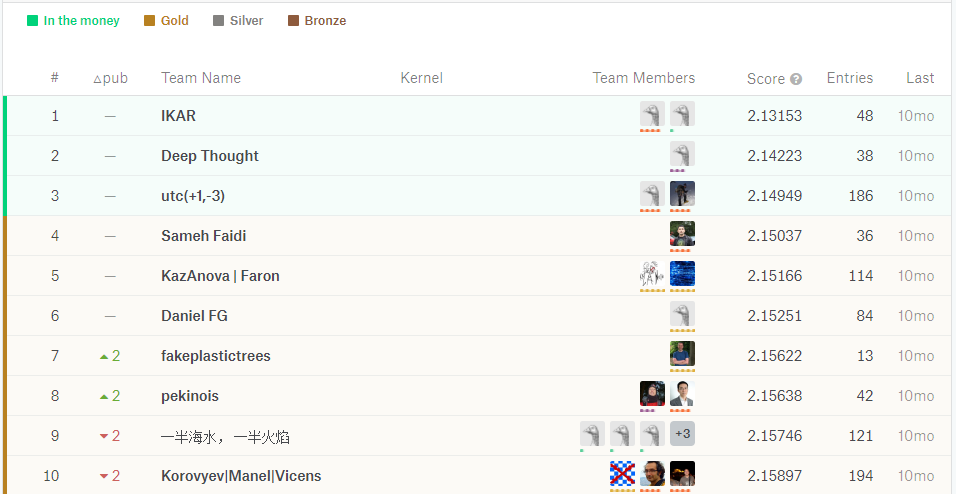 In the money Gold Silver Bronze
# △pub Team Name Kernel Team Members Score ? Entries Last
1 — IKAR 2.13153 48 10mo
2 — Deep Thought 2.14223 38 10mo
3 — utc(+1,-3) 2.14949 186 10mo
4 — Sameh Faidi 2.15037 36 10mo
5 — KazAnova | Faron 2.15166 114 10mo
6 — Daniel FG 2.15251 84 10mo
7 2 fakeplastictrees 2.15622 13 10mo
8 2 pekinois 2.15638 42 10mo
9 2 一半海水，一半火焰 +3 2.15746 121 10mo
10 2 Korovyev|Manel|Vicens 2.15897 194 10mo